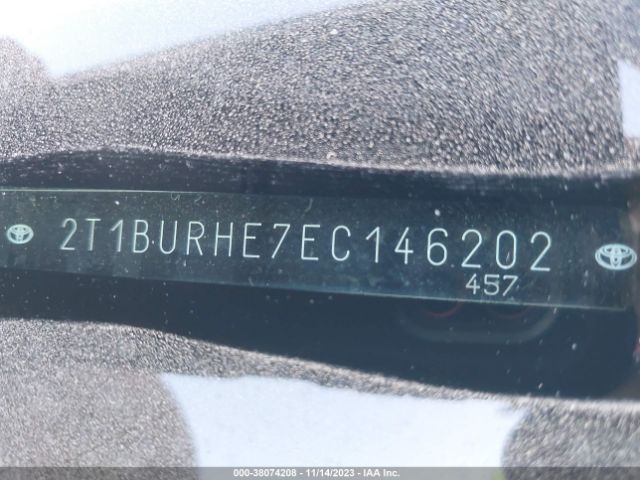 2T1BURHE7EC146202
457
000-38074208 - 11/14/2023 - IAA Inc.